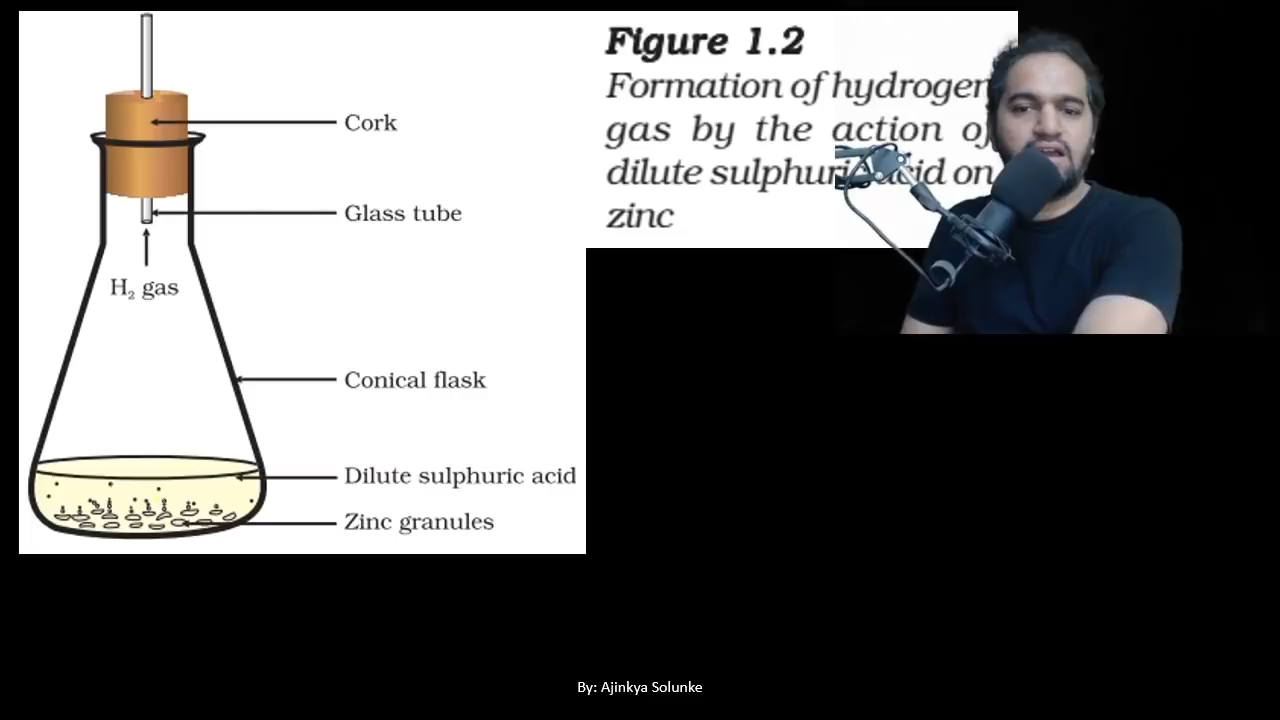 Cork
Glass tube
H₂ gas
Conical flask
Dilute sulphuric acid
Zinc granules
Figure 1.2
Formation of hydrogen
gas by the action of
dilute sulphuric acid on
zinc
By: Ajinkya Solunke